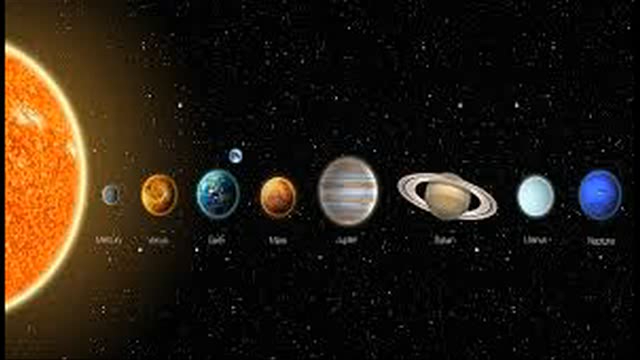 Mercury
Venus
Earth
Mars
Jupiter
Saturn
Uranus
Neptune